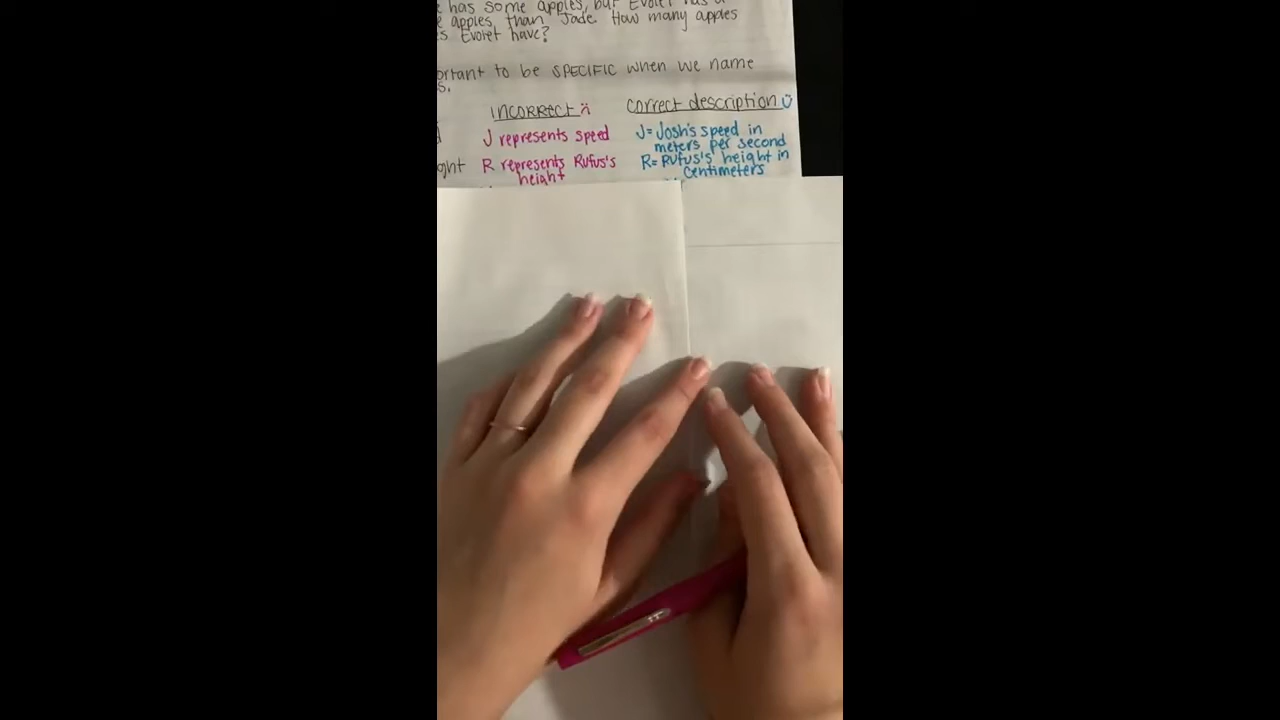 has some apples, but Evolet has a
apples, than Jade. How many apples
Evolet have?
to be SPECIFIC when we name
INCORRECT
correct description
J represents speed
J = Josh's speed in
meters per second
R represents Rufus's
height
R = Rufus's height in
centimeters